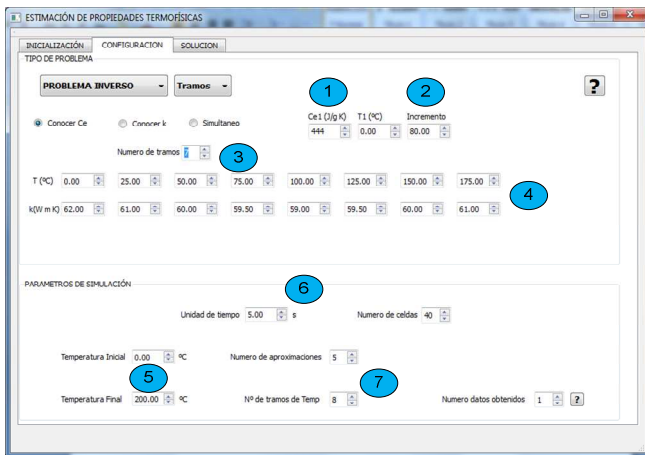 ESTIMACIÓN DE PROPIEDADES TERMOFÍSICAS
INICIALIZACIÓN CONFIGURACION SOLUCION
TIPO DE PROBLEMA
PROBLEMA INVERSO Tramos ?
1 2
Ce1 (J/g K) T1 (ºC) Incremento
Conocer Ce Conocer k Simultaneo 444 0.00 80.00
Numero de tramos 7 3
T (ºC) 0.00 25.00 50.00 75.00 100.00 125.00 150.00 175.00
4
k(W m K) 62.00 61.00 60.00 59.50 59.00 59.50 60.00 61.00
PARAMETROS DE SIMULACIÓN
6
Unidad de tiempo 5.00 s Numero de celdas 40
Temperatura Inicial 0.00 ºC Numero de aproximaciones 5
5 7
Temperatura Final 200.00 ºC Nº de tramos de Temp 8 Numero datos obtenidos 1 ?